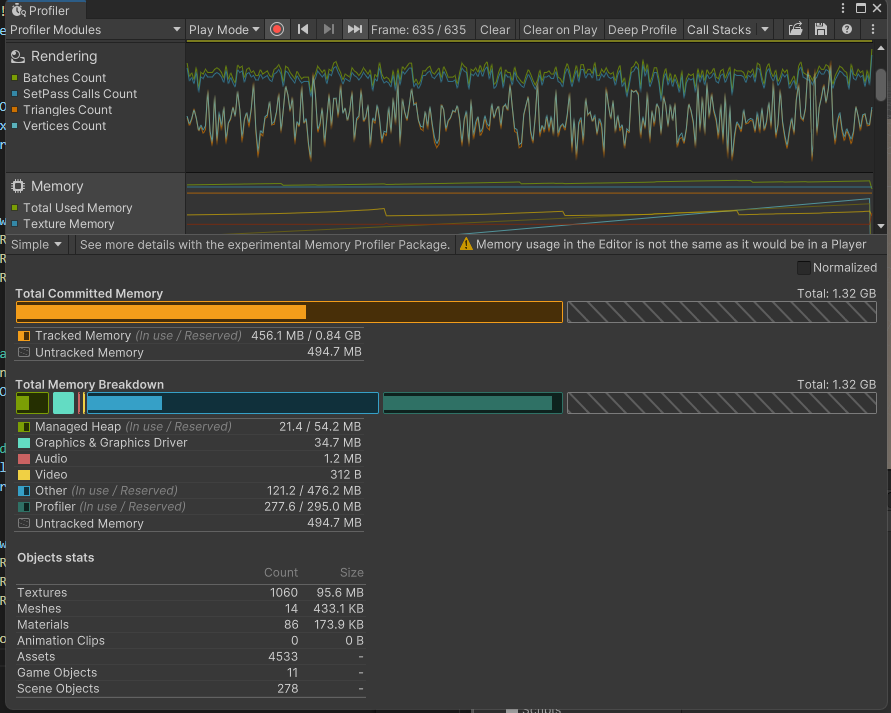 Profiler
Profiler Modules Play Mode Frame: 635 / 635 Clear Clear on Play Deep Profile Call Stacks
Rendering
Batches Count
SetPass Calls Count
Triangles Count
Vertices Count
Memory
Total Used Memory
Texture Memory
Simple See more details with the experimental Memory Profiler Package. Memory usage in the Editor is not the same as it would be in a Player
Normalized
Total Committed Memory Total: 1.32 GB
Tracked Memory (In use / Reserved) 456.1 MB / 0.84 GB
Untracked Memory 494.7 MB
Total Memory Breakdown Total: 1.32 GB
Managed Heap (In use / Reserved) 21.4 / 54.2 MB
Graphics & Graphics Driver 34.7 MB
Audio 1.2 MB
Video 312 B
Other (In use / Reserved) 121.2 / 476.2 MB
Profiler (In use / Reserved) 277.6 / 295.0 MB
Untracked Memory 494.7 MB
Objects stats
Count Size
Textures 1060 95.6 MB
Meshes 14 433.1 KB
Materials 86 173.9 KB
Animation Clips 0 0 B
Assets 4533 -
Game Objects 11 -
Scene Objects 278 -
Scripts